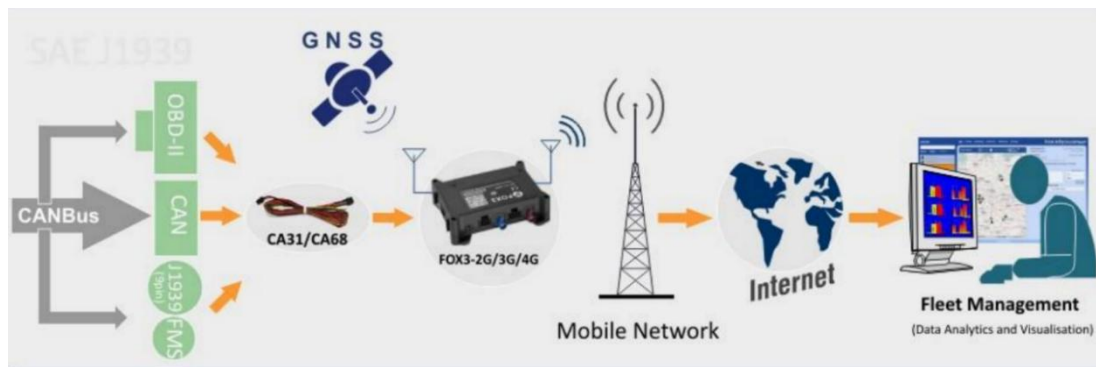 SAEJ1939
GNSS
OBD-II
CANBus
CAN
J1939
(9pin)
FMS
CA31/CA68
FOX3
FOX3-2G/3G/4G
Mobile Network
Internet
Fleet Management
(Data Analytics and Visualisation)